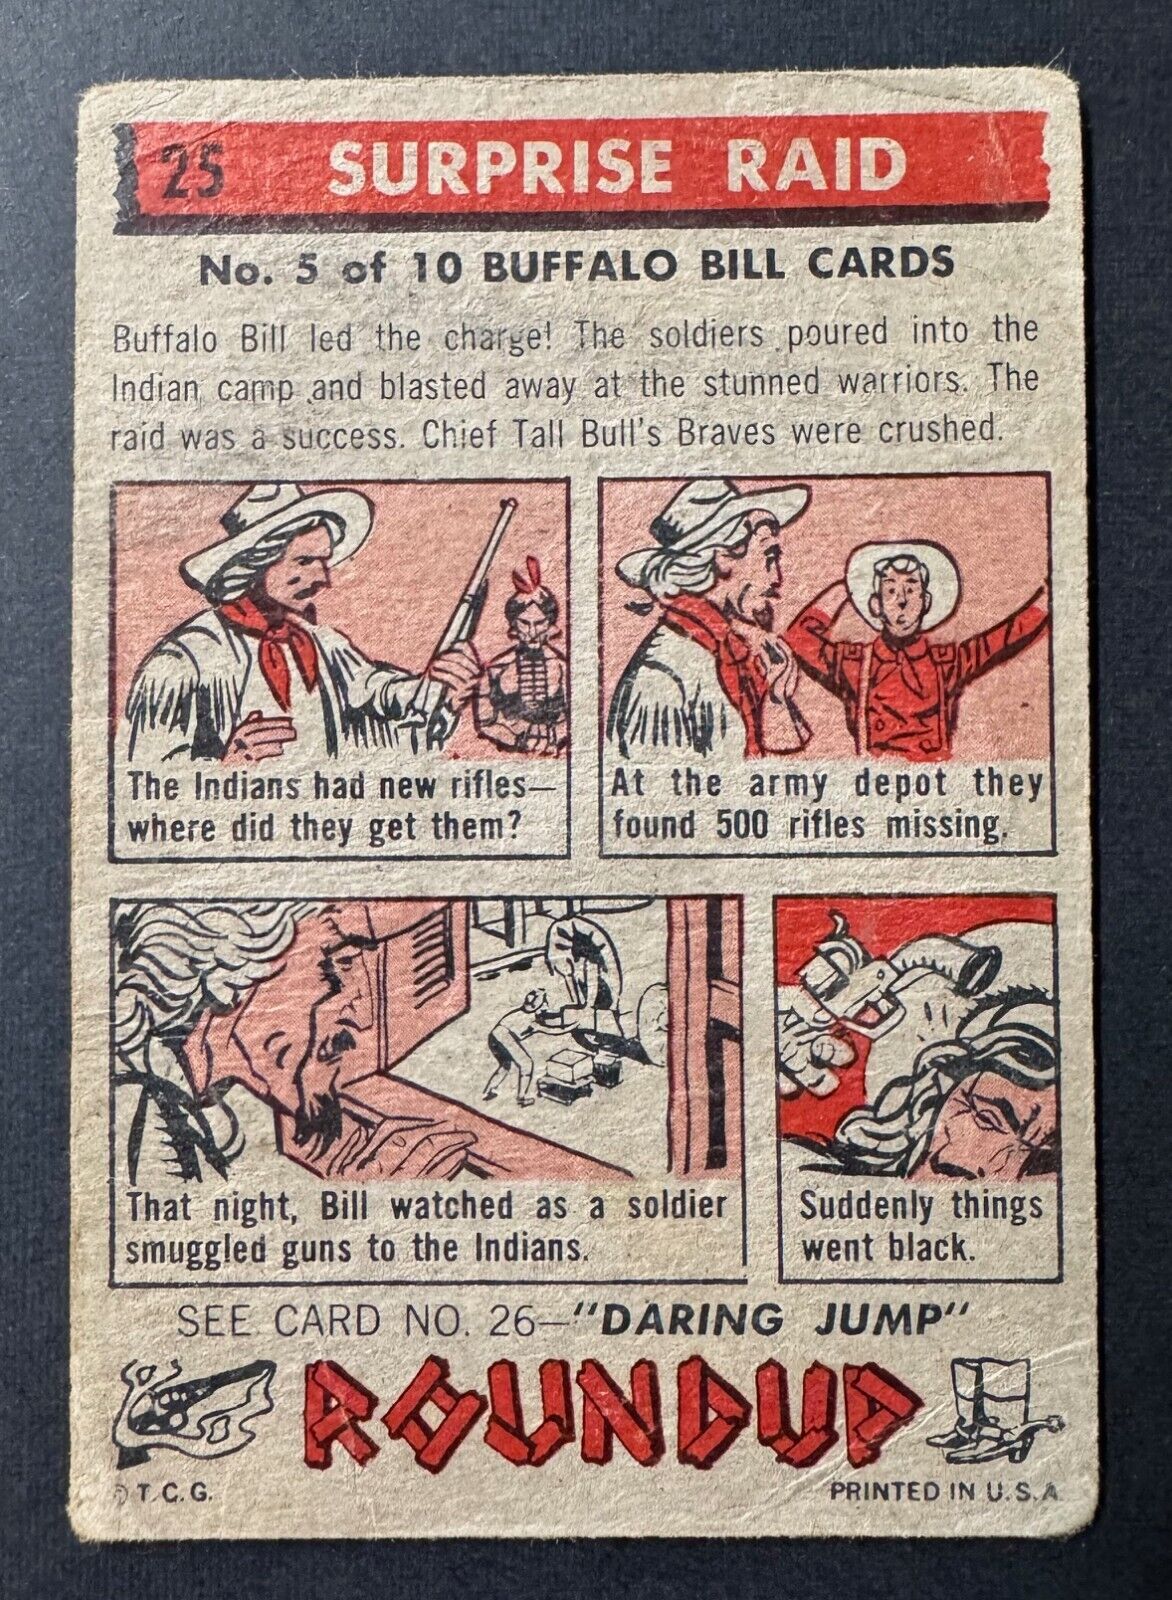 25 SURPRISE RAID
No. 5 of 10 BUFFALO BILL CARDS
Buffalo Bill led the charge! The soldiers poured into the
Indian camp and blasted away at the stunned warriors. The
raid was a success. Chief Tall Bull's Braves were crushed.
The Indians had new rifles—
where did they get them?
At the army depot they
found 500 rifles missing.
That night, Bill watched as a soldier
smuggled guns to the Indians.
Suddenly things
went black.
SEE CARD NO. 26—"DARING JUMP"
ROUNDUP
© T.C.G.
PRINTED IN U.S.A.